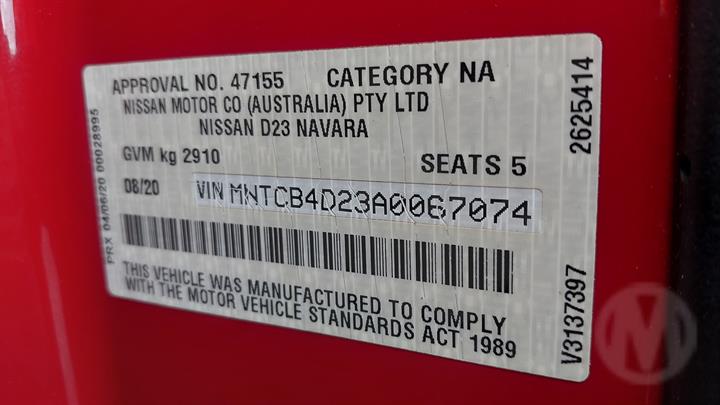 APPROVAL NO. 47155 CATEGORY NA
NISSAN MOTOR CO (AUSTRALIA) PTY LTD
NISSAN D23 NAVARA
GVM kg 2910 SEATS 5
08/20 VIN MNTCB4D23A0067074
THIS VEHICLE WAS MANUFACTURED TO COMPLY
WITH THE MOTOR VEHICLE STANDARDS ACT 1989
PRX 04/06/20 00028995
2625414
V3137397
M